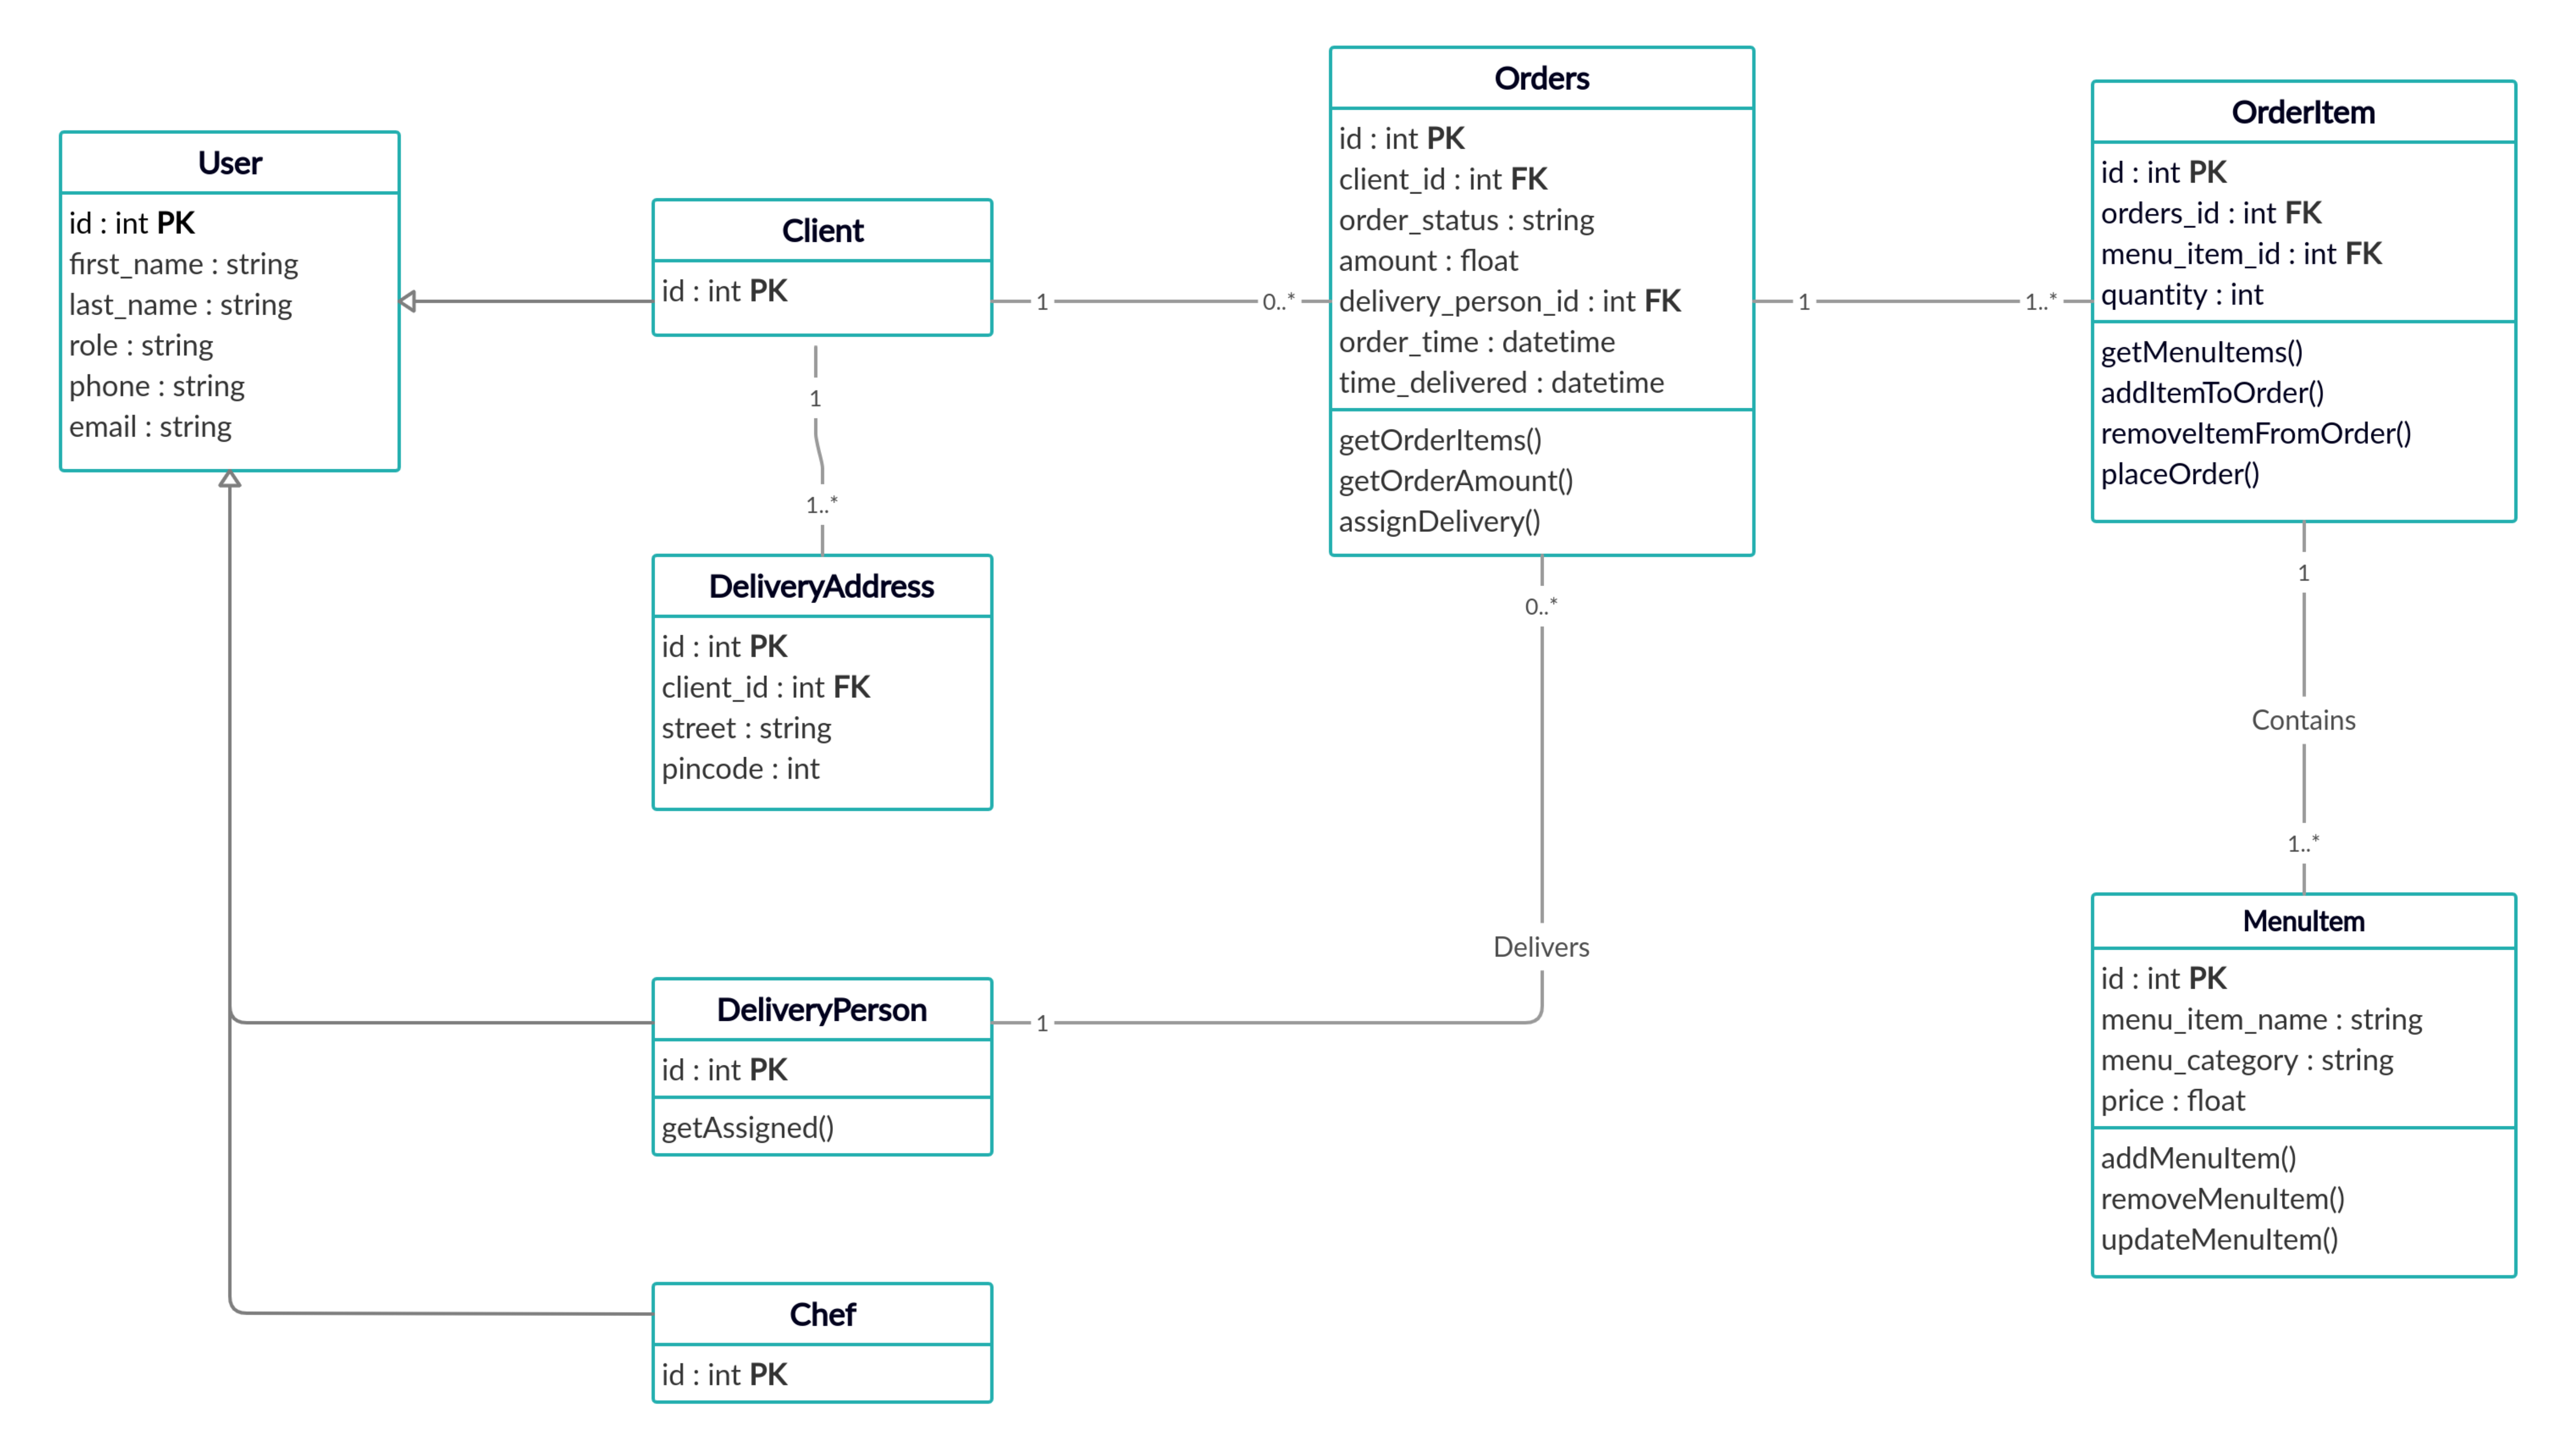 User
id : int PK
first_name : string
last_name : string
role : string
phone : string
email : string
Client
id : int PK
1
0..*
1
1..*
DeliveryAddress
id : int PK
client_id : int FK
street : string
pincode : int
DeliveryPerson
id : int PK
getAssigned()
1
Chef
id : int PK
Orders
id : int PK
client_id : int FK
order_status : string
amount : float
delivery_person_id : int FK
order_time : datetime
time_delivered : datetime
getOrderItems()
getOrderAmount()
assignDelivery()
0..*
Delivers
1
1..*
OrderItem
id : int PK
orders_id : int FK
menu_item_id : int FK
quantity : int
getMenuItems()
addItemToOrder()
removeItemFromOrder()
placeOrder()
1
Contains
1..*
MenuItem
id : int PK
menu_item_name : string
menu_category : string
price : float
addMenuItem()
removeMenuItem()
updateMenuItem()